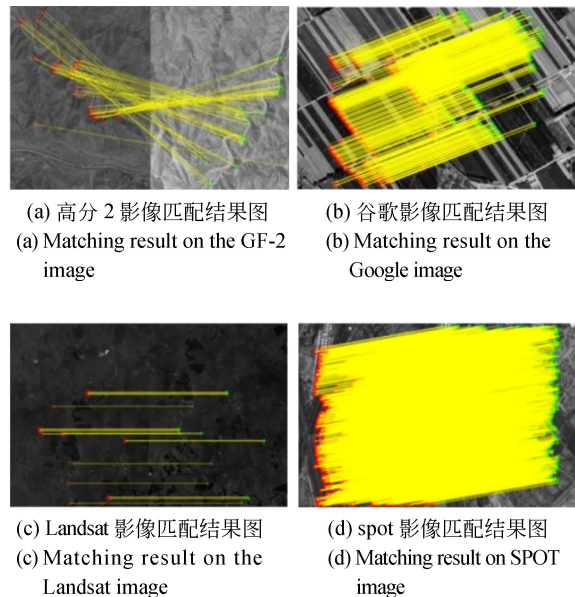 (a) 高分 2 影像匹配结果图
(a) Matching result on the GF-2
image
(b) 谷歌影像匹配结果图
(b) Matching result on the
Google image
(c) Landsat 影像匹配结果图
(c) Matching result on the
Landsat image
(d) spot 影像匹配结果图
(d) Matching result on SPOT
image